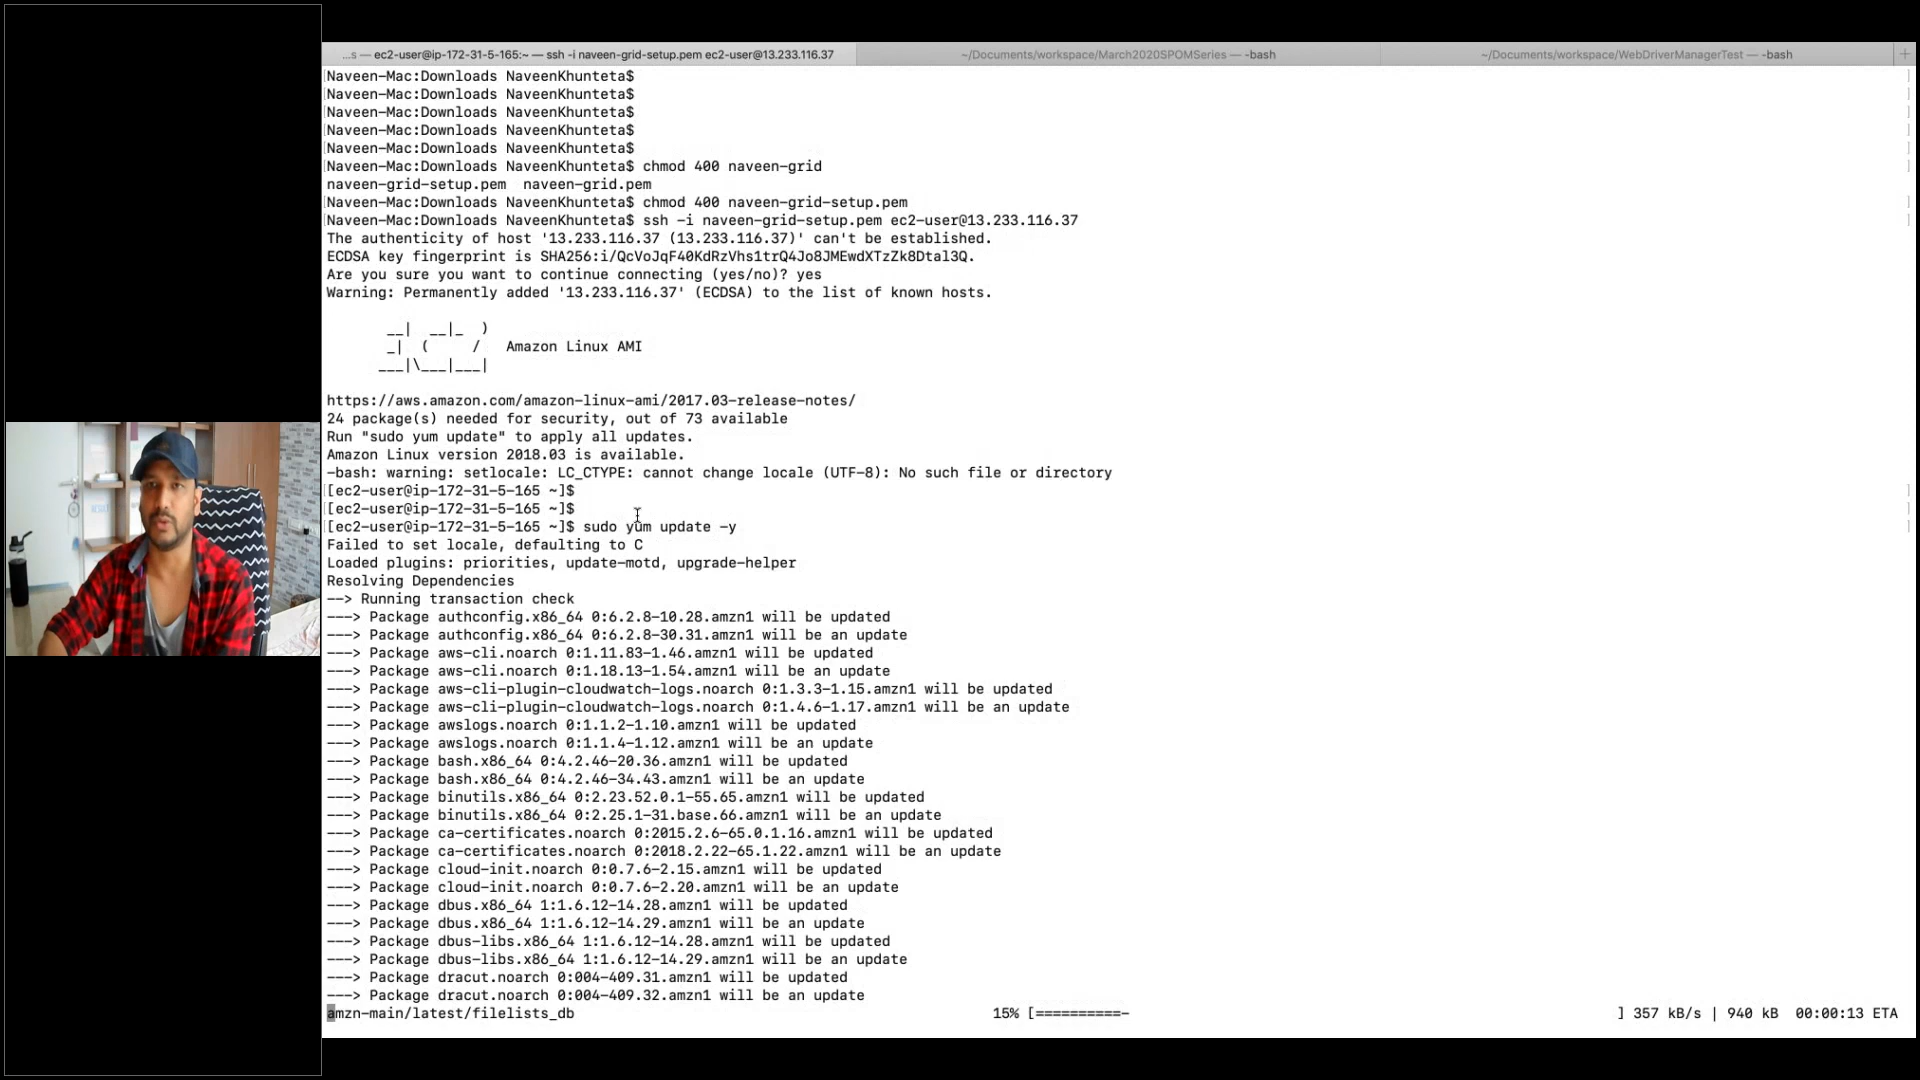 ...s — ec2-user@ip-172-31-5-165:~ — ssh -i naveen-grid-setup.pem ec2-user@13.233.116.37
~/Documents/workspace/March2020SPOMSeries — -bash
~/Documents/workspace/WebDriverManagerTest — -bash
+
[Naveen-Mac:Downloads NaveenKhunteta$ ]
[Naveen-Mac:Downloads NaveenKhunteta$ ]
[Naveen-Mac:Downloads NaveenKhunteta$ ]
[Naveen-Mac:Downloads NaveenKhunteta$ ]
[Naveen-Mac:Downloads NaveenKhunteta$ ]
[Naveen-Mac:Downloads NaveenKhunteta$ chmod 400 naveen-grid ]
naveen-grid-setup.pem  naveen-grid.pem
[Naveen-Mac:Downloads NaveenKhunteta$ chmod 400 naveen-grid-setup.pem ]
[Naveen-Mac:Downloads NaveenKhunteta$ ssh -i naveen-grid-setup.pem ec2-user@13.233.116.37 ]
The authenticity of host '13.233.116.37 (13.233.116.37)' can't be established.
ECDSA key fingerprint is SHA256:i/QcVoJqF40KdRzVhs1trQ4Jo8JMEwdXTzZk8Dtal3Q.
Are you sure you want to continue connecting (yes/no)? yes
Warning: Permanently added '13.233.116.37' (ECDSA) to the list of known hosts.
       __|  __|_  )
       _|  (     /   Amazon Linux AMI
      ___|\___|___|
https://aws.amazon.com/amazon-linux-ami/2017.03-release-notes/
24 package(s) needed for security, out of 73 available
Run "sudo yum update" to apply all updates.
Amazon Linux version 2018.03 is available.
-bash: warning: setlocale: LC_CTYPE: cannot change locale (UTF-8): No such file or directory
[[ec2-user@ip-172-31-5-165 ~]$ ]
[[ec2-user@ip-172-31-5-165 ~]$ ]
[[ec2-user@ip-172-31-5-165 ~]$ sudo yum update -y ]
Failed to set locale, defaulting to C
Loaded plugins: priorities, update-motd, upgrade-helper
Resolving Dependencies
--> Running transaction check
---> Package authconfig.x86_64 0:6.2.8-10.28.amzn1 will be updated
---> Package authconfig.x86_64 0:6.2.8-30.31.amzn1 will be an update
---> Package aws-cli.noarch 0:1.11.83-1.46.amzn1 will be updated
---> Package aws-cli.noarch 0:1.18.13-1.54.amzn1 will be an update
---> Package aws-cli-plugin-cloudwatch-logs.noarch 0:1.3.3-1.15.amzn1 will be updated
---> Package aws-cli-plugin-cloudwatch-logs.noarch 0:1.4.6-1.17.amzn1 will be an update
---> Package awslogs.noarch 0:1.1.2-1.10.amzn1 will be updated
---> Package awslogs.noarch 0:1.1.4-1.12.amzn1 will be an update
---> Package bash.x86_64 0:4.2.46-20.36.amzn1 will be updated
---> Package bash.x86_64 0:4.2.46-34.43.amzn1 will be an update
---> Package binutils.x86_64 0:2.23.52.0.1-55.65.amzn1 will be updated
---> Package binutils.x86_64 0:2.25.1-31.base.66.amzn1 will be an update
---> Package ca-certificates.noarch 0:2015.2.6-65.0.1.16.amzn1 will be updated
---> Package ca-certificates.noarch 0:2018.2.22-65.1.22.amzn1 will be an update
---> Package cloud-init.noarch 0:0.7.6-2.15.amzn1 will be updated
---> Package cloud-init.noarch 0:0.7.6-2.20.amzn1 will be an update
---> Package dbus.x86_64 1:1.6.12-14.28.amzn1 will be updated
---> Package dbus.x86_64 1:1.6.12-14.29.amzn1 will be an update
---> Package dbus-libs.x86_64 1:1.6.12-14.28.amzn1 will be updated
---> Package dbus-libs.x86_64 1:1.6.12-14.29.amzn1 will be an update
---> Package dracut.noarch 0:004-409.31.amzn1 will be updated
---> Package dracut.noarch 0:004-409.32.amzn1 will be an update
amzn-main/latest/filelists_db 15% [==========- ] 357 kB/s | 940 kB 00:00:13 ETA